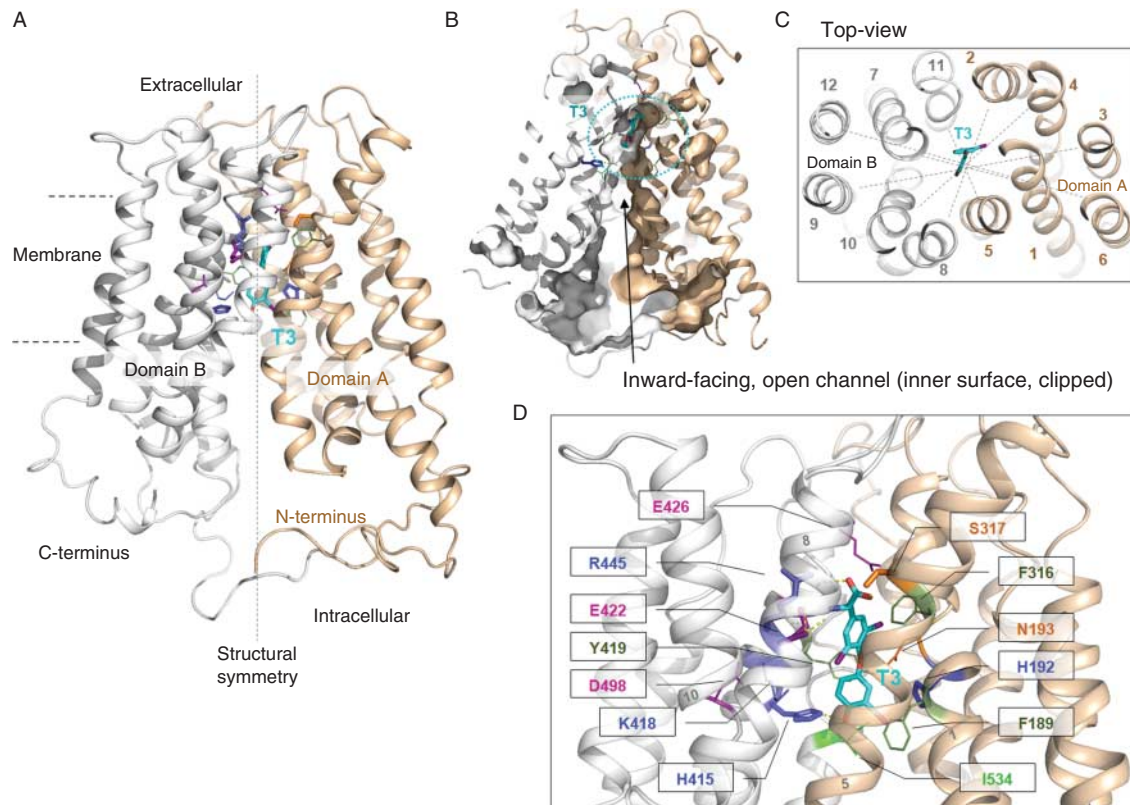 A
Extracellular
Membrane
T3
Domain B
Domain A
N-terminus
C-terminus
Intracellular
Structural
symmetry
B
T3
Inward-facing, open channel (inner surface, clipped)
C
Top-view
2
11
7
4
12
3
T3
Domain B
Domain A
9
10
8
5
1
6
D
E426
8
S317
R445
F316
E422
N193
Y419
T3
H192
D498
10
K418
F189
H415
5
I534